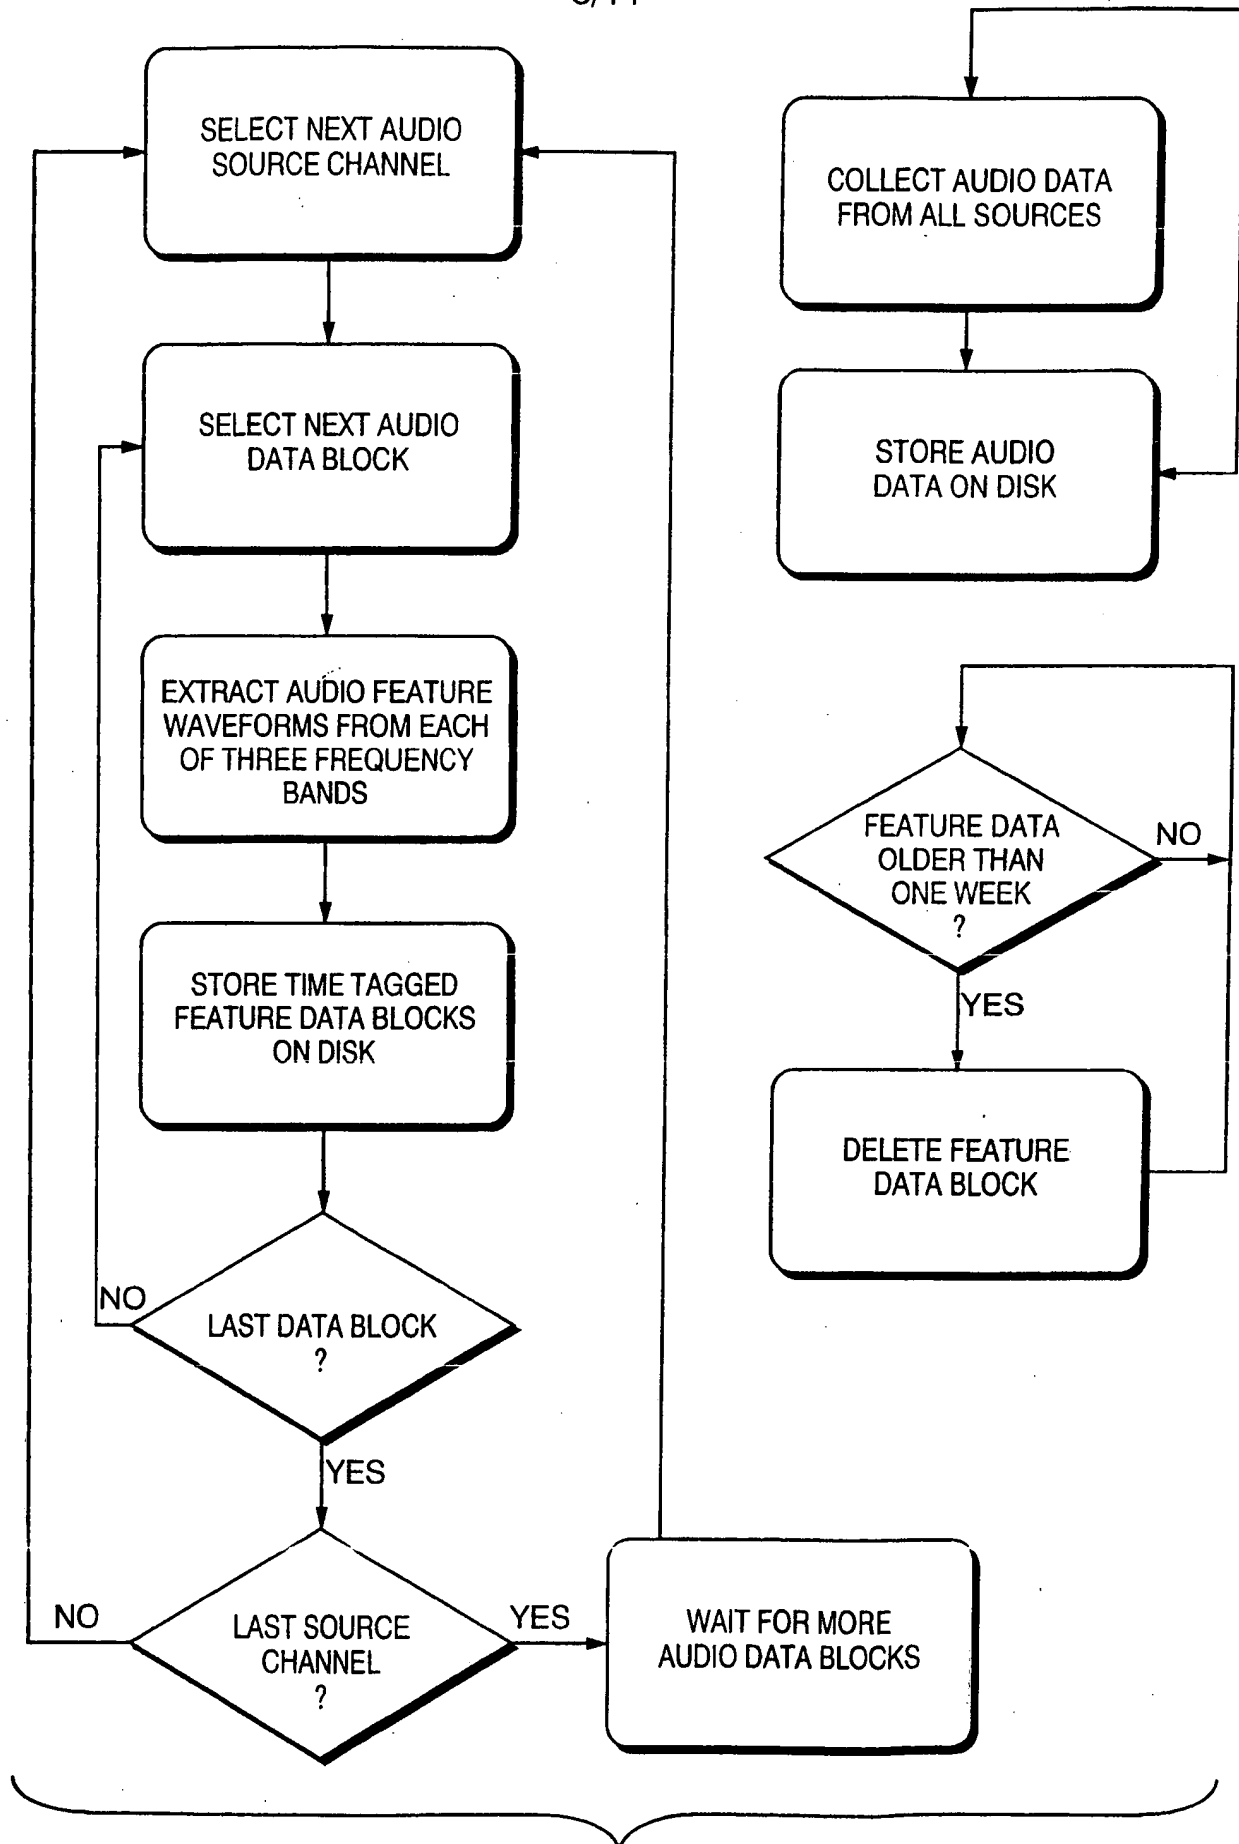 SELECT NEXT AUDIO
SOURCE CHANNEL
SELECT NEXT AUDIO
DATA BLOCK
EXTRACT AUDIO FEATURE
WAVEFORMS FROM EACH
OF THREE FREQUENCY
BANDS
STORE TIME TAGGED
FEATURE DATA BLOCKS
ON DISK
NO
LAST DATA BLOCK
?
YES
NO
LAST SOURCE
CHANNEL
?
YES
WAIT FOR MORE
AUDIO DATA BLOCKS
COLLECT AUDIO DATA
FROM ALL SOURCES
STORE AUDIO
DATA ON DISK
FEATURE DATA
OLDER THAN
ONE WEEK
?
NO
YES
DELETE FEATURE
DATA BLOCK